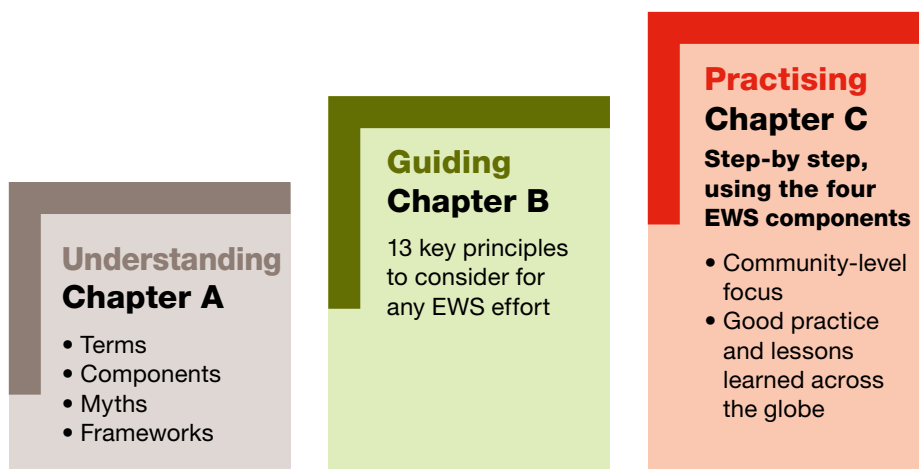 Understanding
Chapter A
• Terms
• Components
• Myths
• Frameworks
Guiding
Chapter B
13 key principles
to consider for
any EWS effort
Practising
Chapter C
Step-by step,
using the four
EWS components
• Community-level
focus
• Good practice
and lessons
learned across
the globe